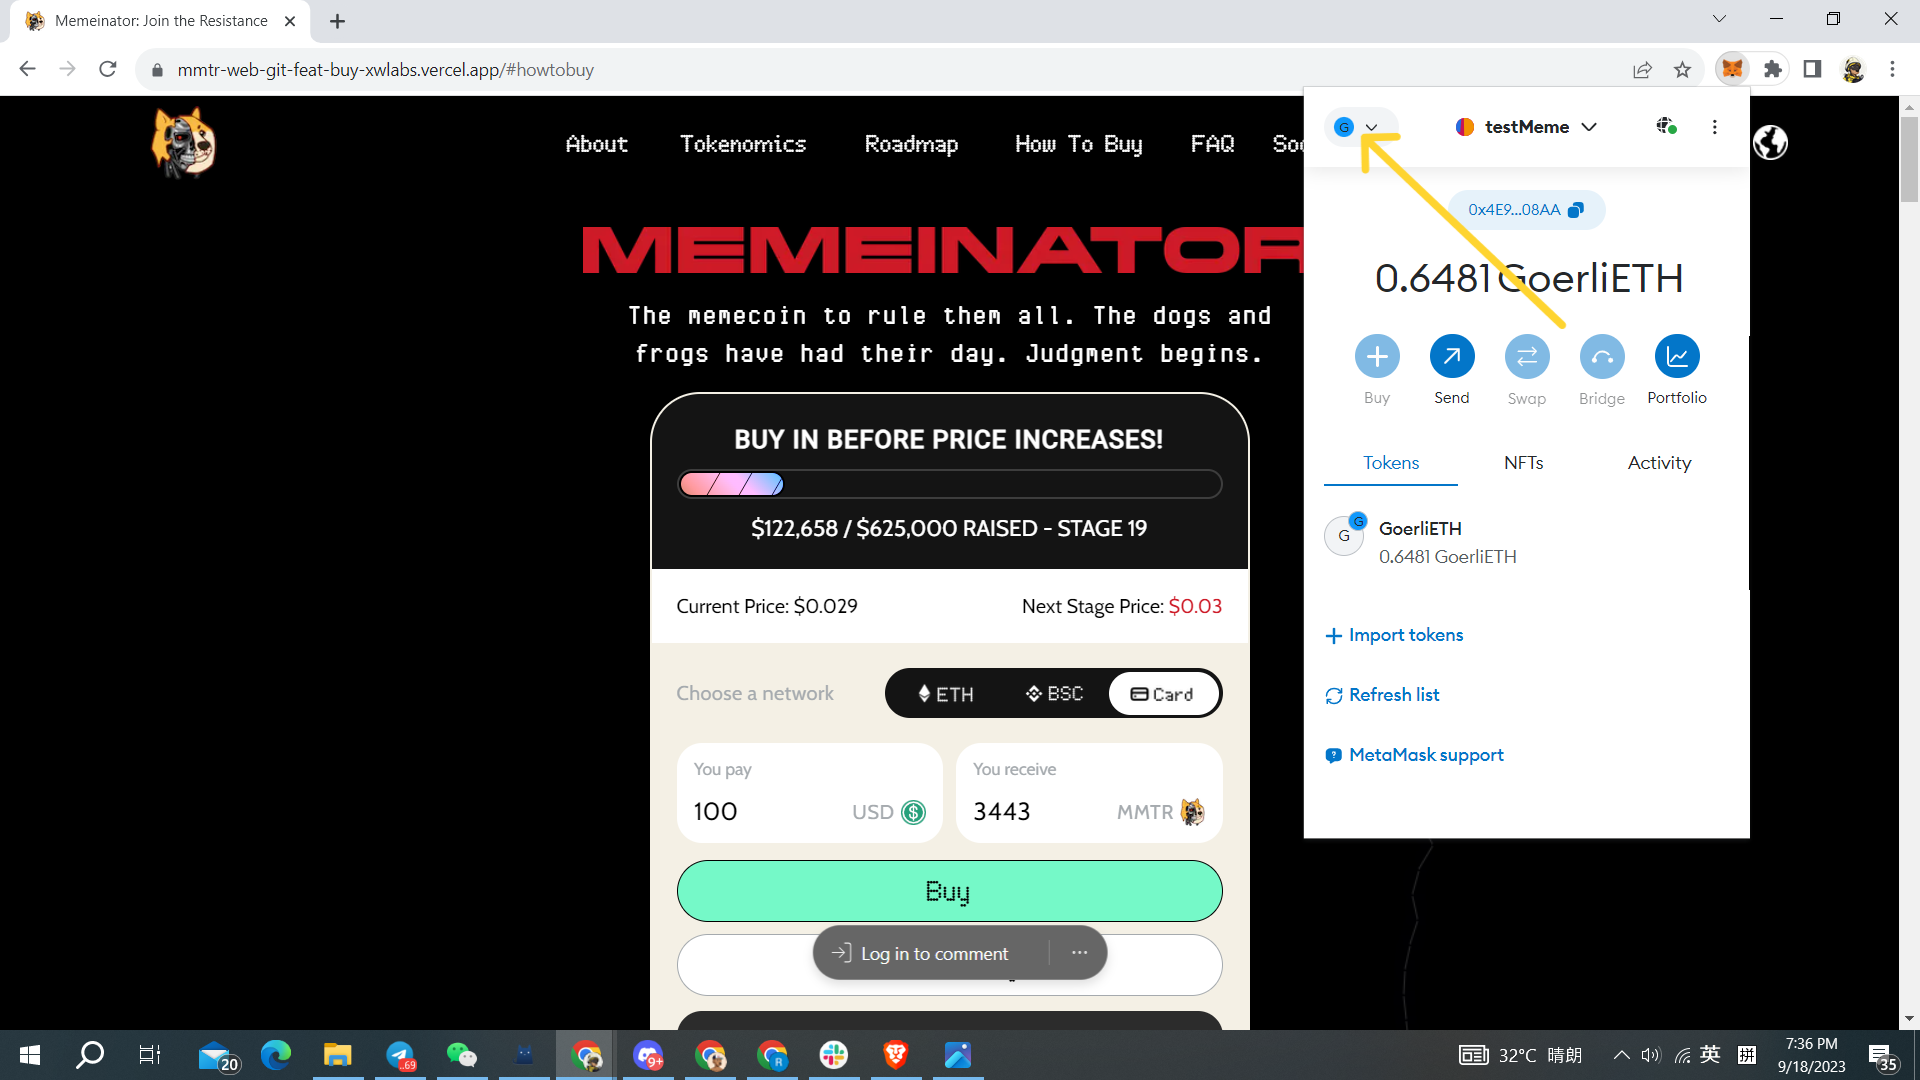 Memeinator: Join the Resistance
mmtr-web-git-feat-buy-xwlabs.vercel.app/#howtobuy
About
Tokenomics
Roadmap
How To Buy
FAQ
Soc
MEMEINATOR
The memecoin to rule them all. The dogs and
frogs have had their day. Judgment begins.
BUY IN BEFORE PRICE INCREASES!
$122,658 / $625,000 RAISED - STAGE 19
Current Price: $0.029
Next Stage Price: $0.03
Choose a network
ETH
BSC
Card
You pay
100
USD
You receive
3443
MMTR
Buy
Log in to comment
G
testMeme
0x4E9...08AA
0.6481 GoerliETH
Buy
Send
Swap
Bridge
Portfolio
Tokens
NFTs
Activity
G
G
GoerliETH
0.6481 GoerliETH
Import tokens
Refresh list
MetaMask support
20
69
9+
R
32°C 晴朗
英
拼
7:36 PM
9/18/2023
35